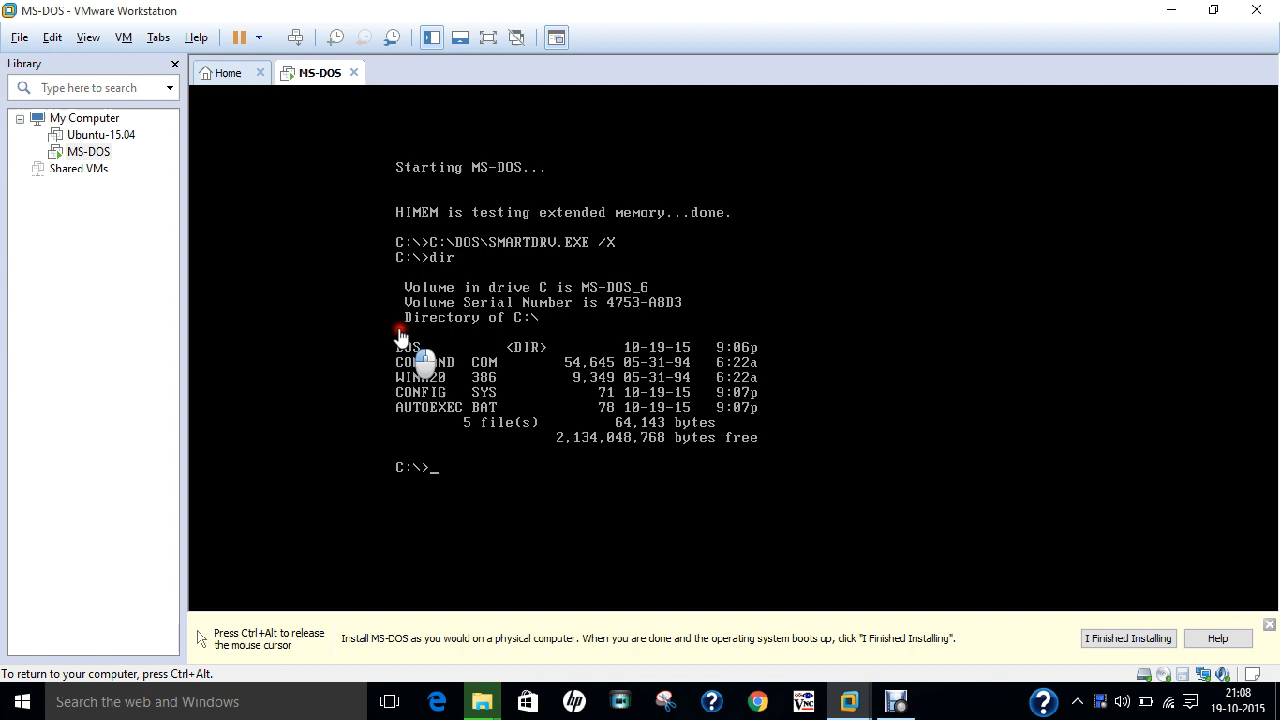 MS-DOS - VMware Workstation
File Edit View VM Tabs Help
Library
Home
MS-DOS
Type here to search
My Computer
Ubuntu-15.04
MS-DOS
Shared VMs
Starting MS-DOS...
HIMEM is testing extended memory...done.
C:\>C:\DOS\SMARTDRV.EXE /X
C:\>dir
Volume in drive C is MS-DOS_6
Volume Serial Number is 4753-A8D3
Directory of C:\
DOS <DIR> 10-19-15 9:06p
COM 54,645 05-31-94 6:22a
386 9,349 05-31-94 6:22a
CONFIG SYS 71 10-19-15 9:07p
AUTOEXEC BAT 78 10-19-15 9:07p
5 file(s) 64,143 bytes
2,134,048,768 bytes free
C:\>_
Press Ctrl+Alt to release
the mouse cursor
Install MS-DOS as you would on a physical computer. When you are done and the operating system boots up, click "I Finished Installing".
I Finished Installing
Help
To return to your computer, press Ctrl+Alt.
Search the web and Windows
hp
VNC
21:08
19-10-2015